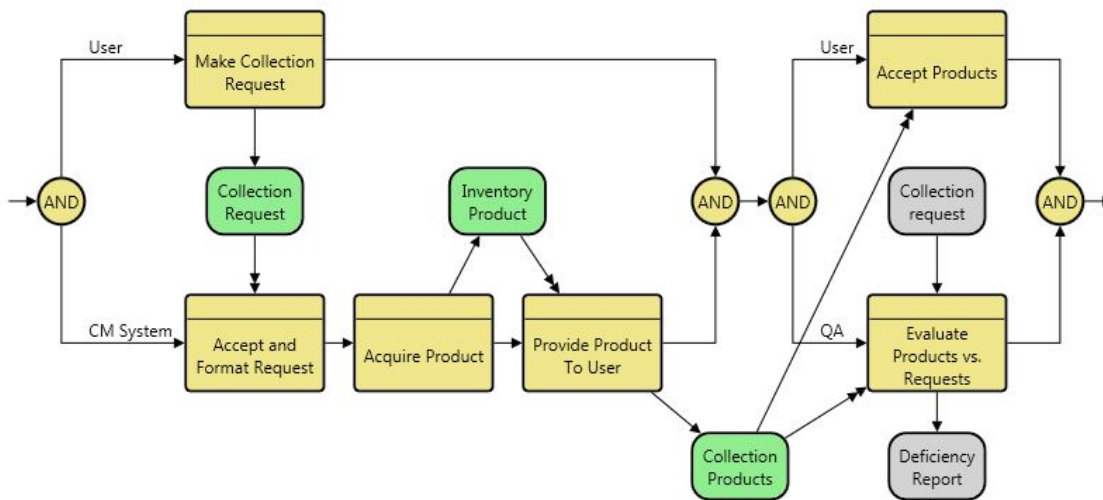 User
Make Collection
Request
User
Accept Products
Collection
Request
Inventory
Product
Collection
request
AND
AND
AND
AND
CM System
Accept and
Format Request
Acquire Product
Provide Product
To User
QA
Evaluate
Products vs.
Requests
Collection
Products
Deficiency
Report